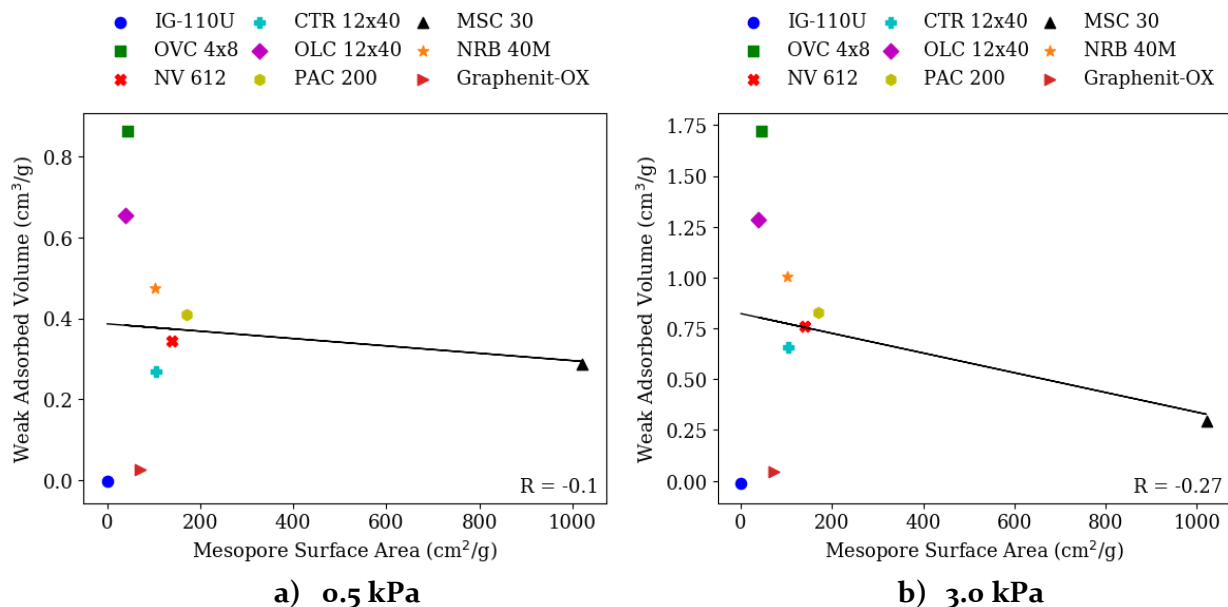 IG-110U CTR 12x40 MSC 30
OVC 4x8 OLC 12x40 NRB 40M
NV 612 PAC 200 Graphenit-OX
Weak Adsorbed Volume (cm³/g)
0.8
0.6
0.4
0.2
0.0
R = -0.1
0 200 400 600 800 1000
Mesopore Surface Area (cm²/g)
a) 0.5 kPa
IG-110U CTR 12x40 MSC 30
OVC 4x8 OLC 12x40 NRB 40M
NV 612 PAC 200 Graphenit-OX
Weak Adsorbed Volume (cm³/g)
1.75
1.50
1.25
1.00
0.75
0.50
0.25
0.00
R = -0.27
0 200 400 600 800 1000
Mesopore Surface Area (cm²/g)
b) 3.0 kPa